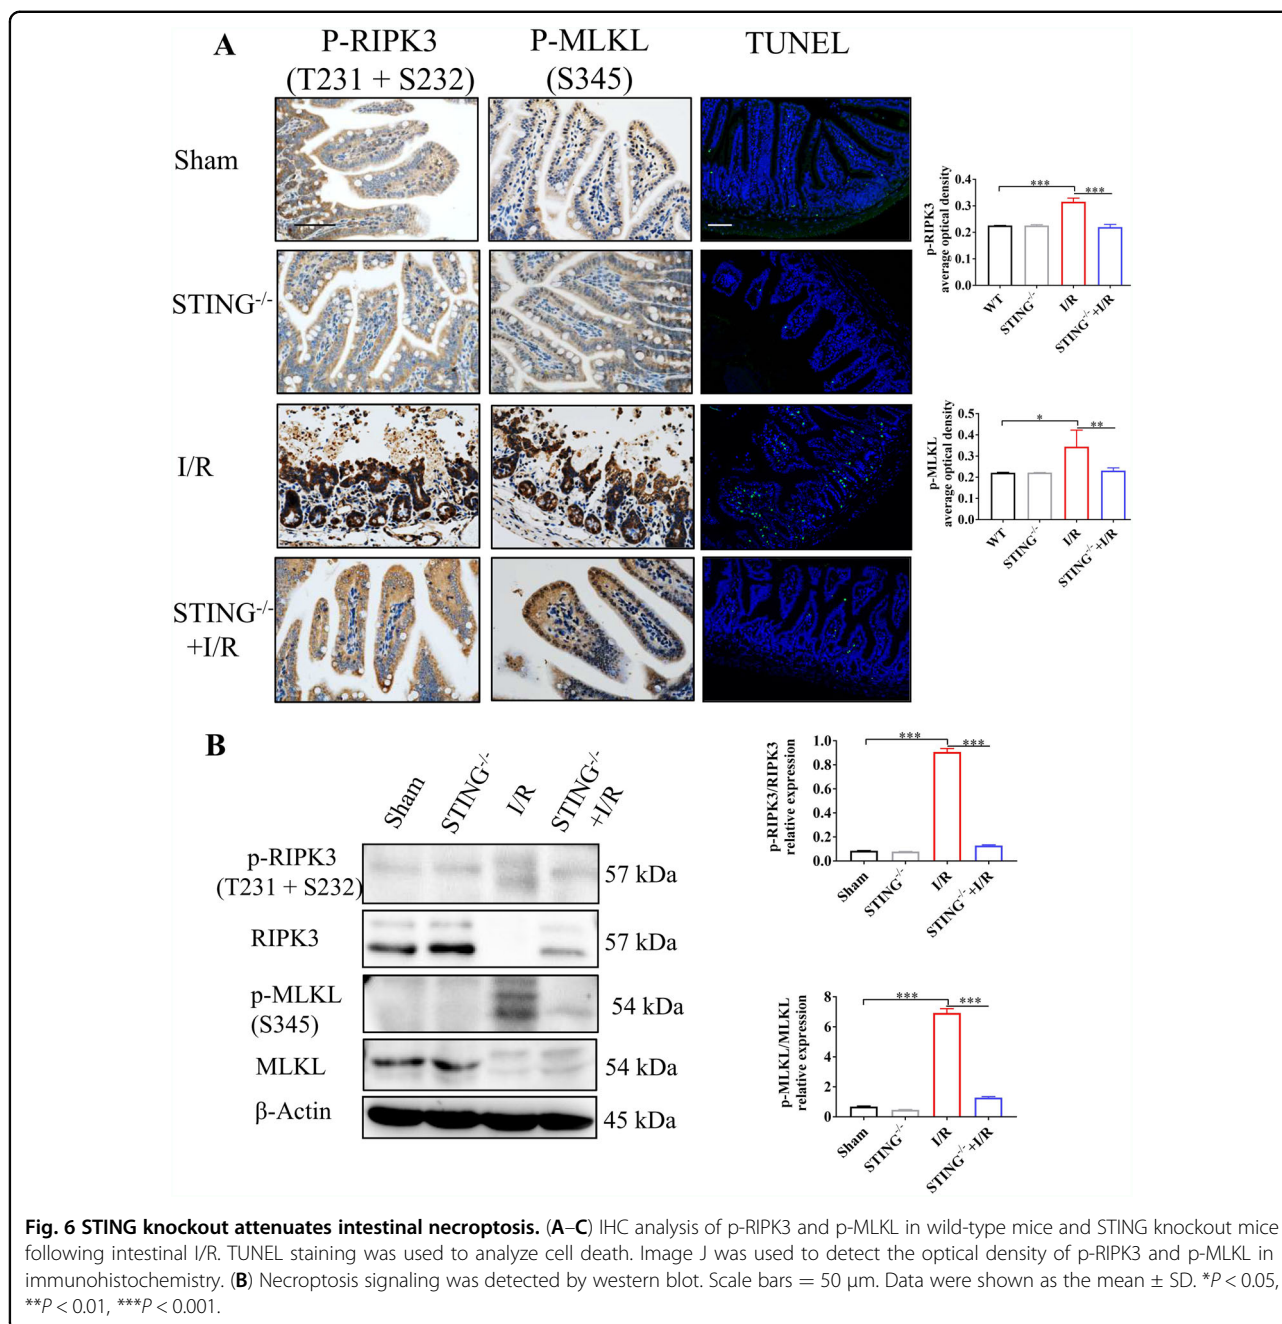 A
P-RIPK3
(T231 + S232)
P-MLKL
(S345)
TUNEL
Sham
STING-/-
I/R
STING-/-
+I/R
p-RIPK3
average optical density
0.4
0.3
0.2
0.1
0.0
***
***
WT
STING-/-
I/R
STING-/-+I/R
p-MLKL
average optical density
0.5
0.4
0.3
0.2
0.1
0.0
*
**
WT
STING-/-
I/R
STING-/-+I/R
B
Sham
STING-/-
I/R
STING-/-
+I/R
p-RIPK3
(T231 + S232)
57 kDa
RIPK3
57 kDa
p-MLKL
(S345)
54 kDa
MLKL
54 kDa
β-Actin
45 kDa
p-RIPK3/RIPK3
relative expression
1.0
0.8
0.6
0.4
0.2
0.0
***
***
Sham
STING-/-
I/R
STING-/-+I/R
p-MLKL/MLKL
relative expression
8
6
4
2
0
***
***
Sham
STING-/-
I/R
STING-/-+I/R
Fig. 6 STING knockout attenuates intestinal necroptosis. (A–C) IHC analysis of p-RIPK3 and p-MLKL in wild-type mice and STING knockout mice
following intestinal I/R. TUNEL staining was used to analyze cell death. Image J was used to detect the optical density of p-RIPK3 and p-MLKL in
immunohistochemistry. (B) Necroptosis signaling was detected by western blot. Scale bars = 50 μm. Data were shown as the mean ± SD. *P < 0.05,
**P < 0.01, ***P < 0.001.